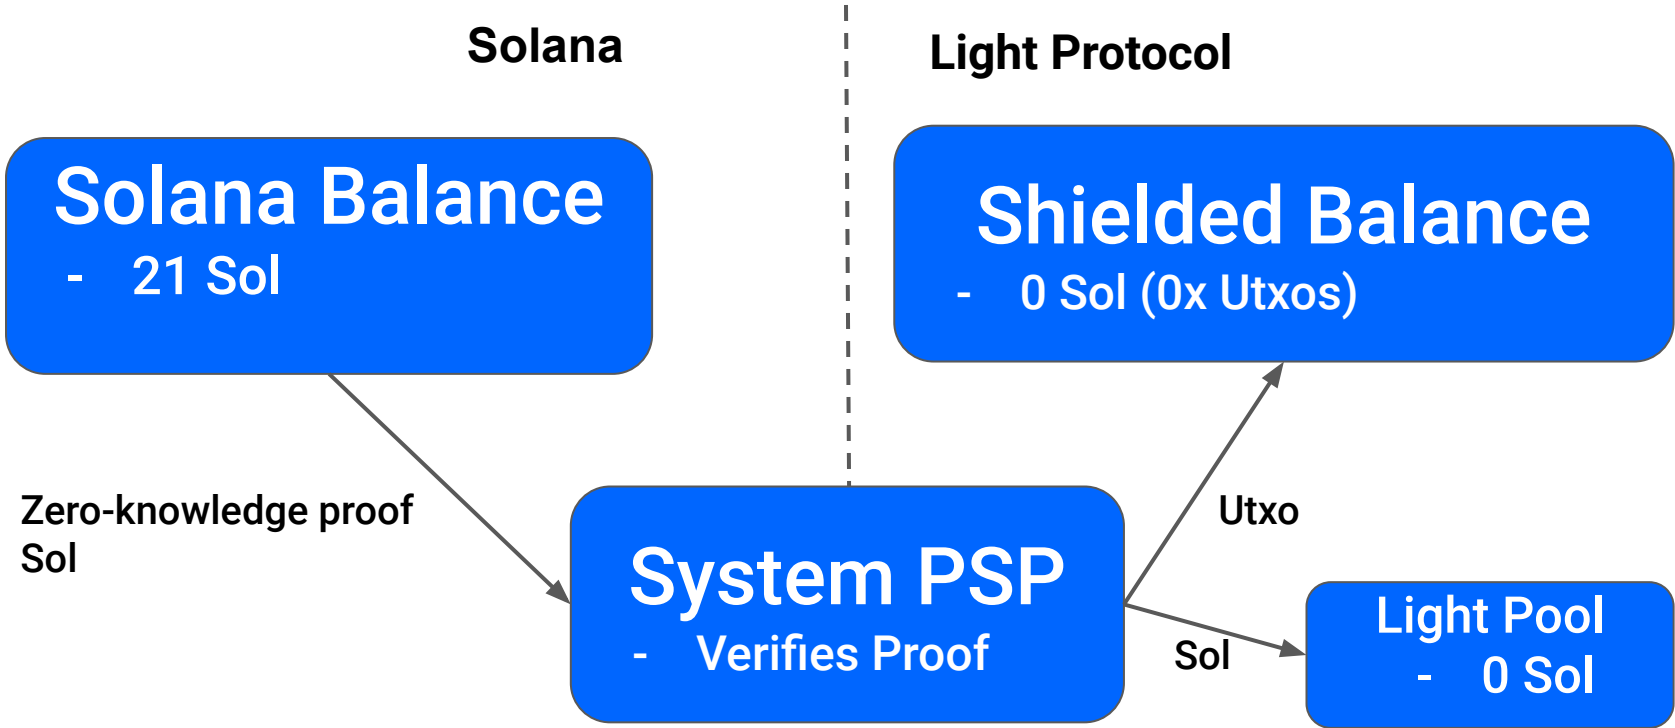 Solana
Light Protocol
Solana Balance
- 21 Sol
Shielded Balance
- 0 Sol (0x Utxos)
Zero-knowledge proof
Sol
System PSP
- Verifies Proof
Utxo
Sol
Light Pool
- 0 Sol